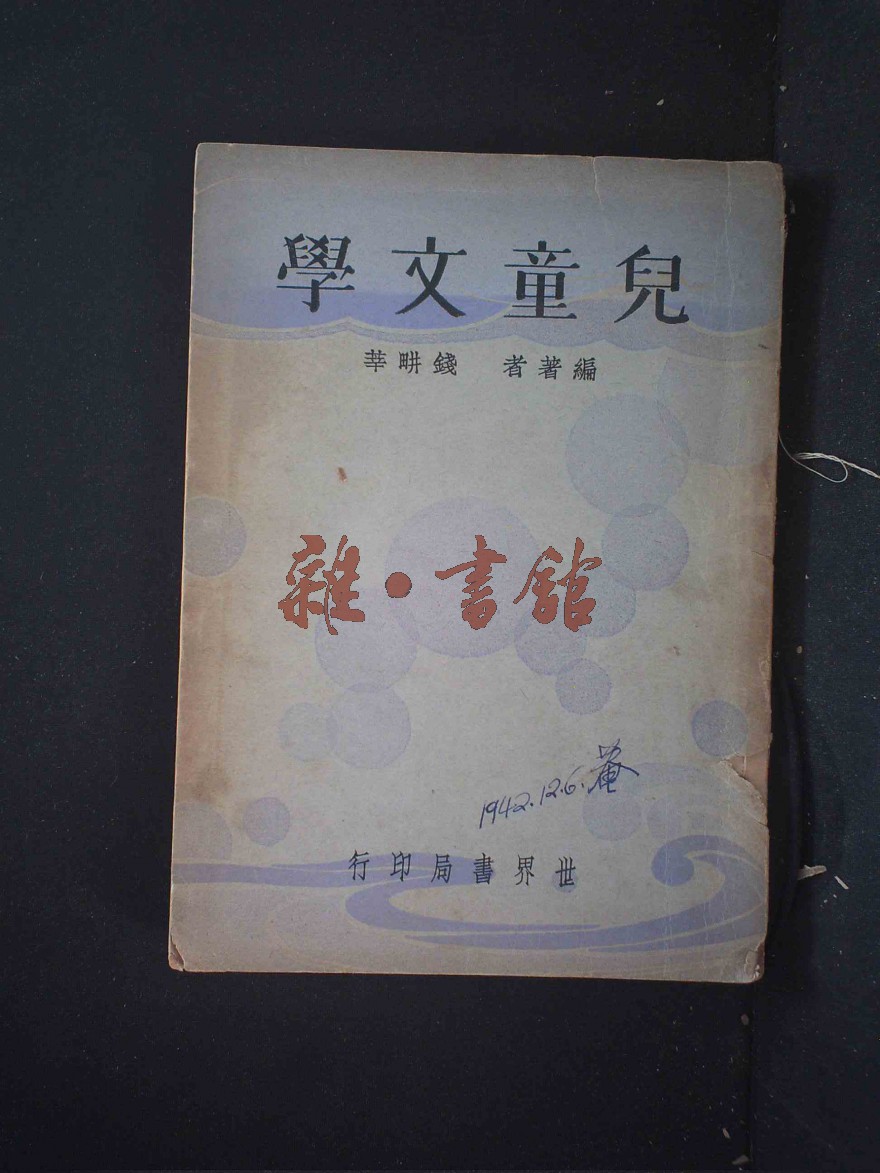 兒童文學
編著者 錢畊莘
雜·書館
1942.12.6.菴
世界書局印行